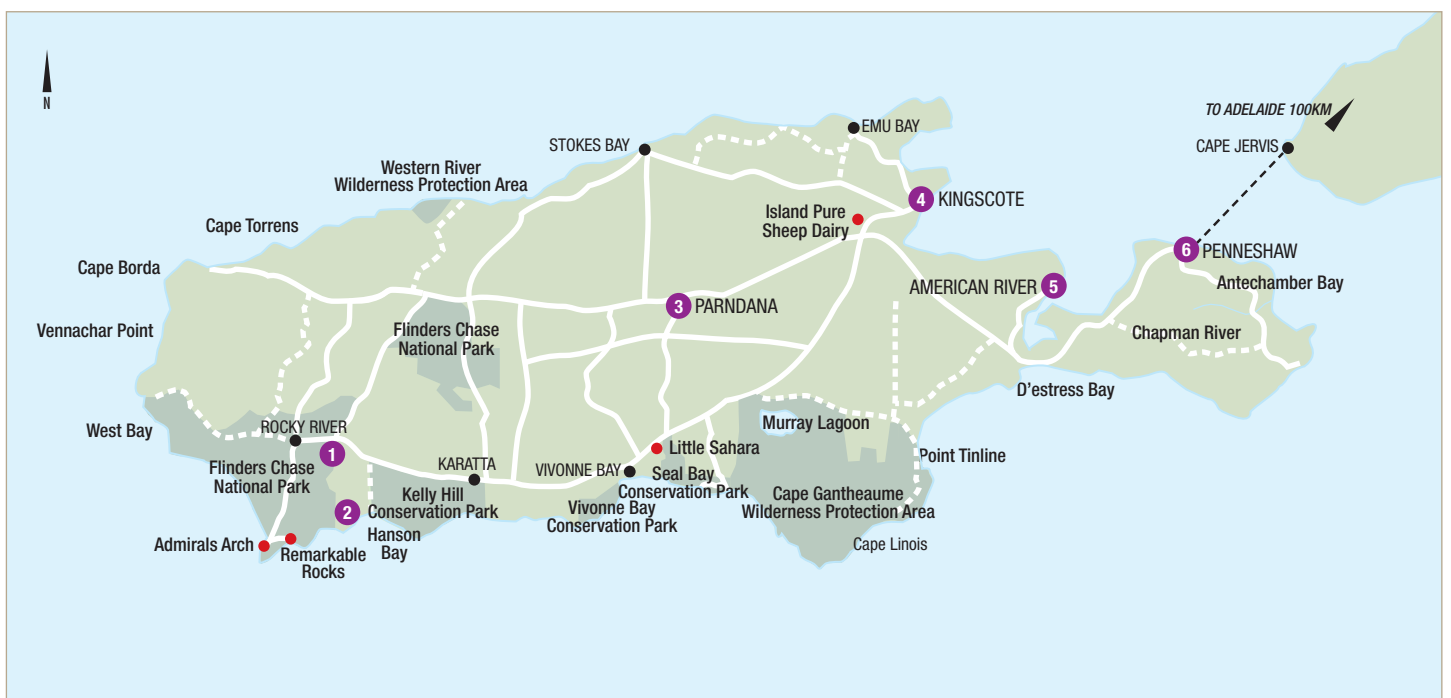 N
TO ADELAIDE 100KM
CAPE JERVIS
EMU BAY
STOKES BAY
Western River
Wilderness Protection Area
4
KINGSCOTE
Island Pure
Sheep Dairy
Cape Torrens
6
PENNESHAW
Cape Borda
AMERICAN RIVER
5
Antechamber Bay
3
PARNDANA
Vennachar Point
Flinders Chase
National Park
Chapman River
D'estress Bay
West Bay
ROCKY RIVER
Murray Lagoon
1
Little Sahara
Point Tinline
Flinders Chase
National Park
KARATTA
VIVONNE BAY
Seal Bay
Conservation Park
Kelly Hill
Conservation Park
Cape Gantheaume
Wilderness Protection Area
2
Vivonne Bay
Conservation Park
Hanson
Bay
Admirals Arch
Remarkable
Rocks
Cape Linois